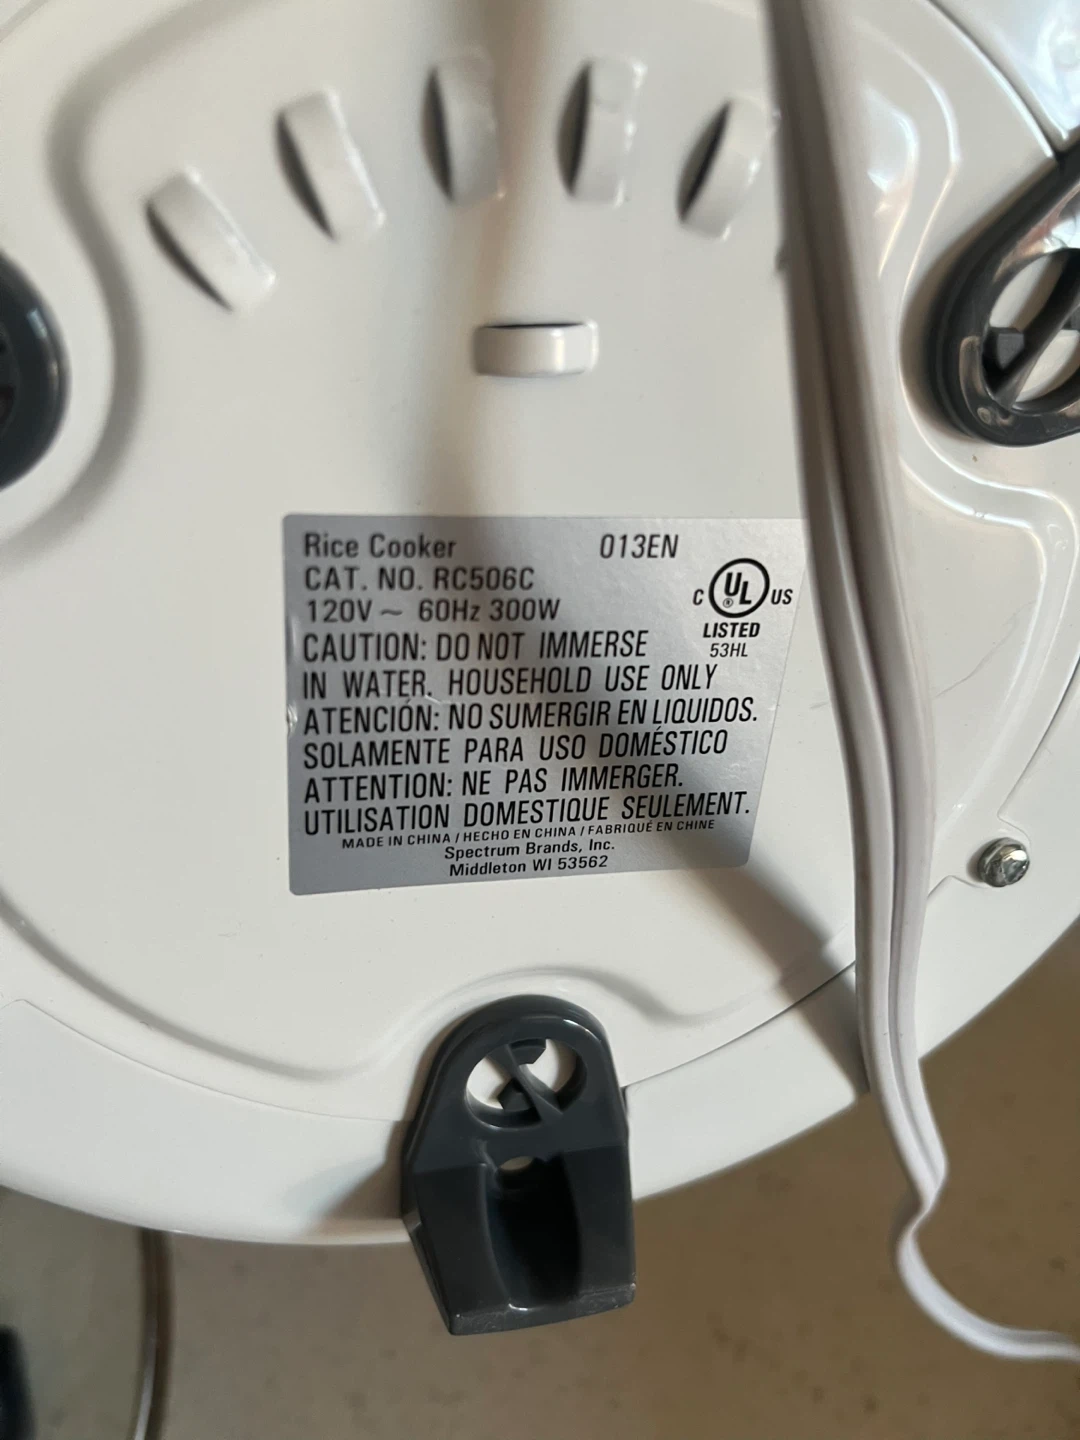 Rice Cooker 013EN
CAT. NO. RC506C
120V ~ 60Hz 300W
C UL ® US
LISTED
53HL
CAUTION: DO NOT IMMERSE
IN WATER. HOUSEHOLD USE ONLY
ATENCIÓN: NO SUMERGIR EN LIQUIDOS.
SOLAMENTE PARA USO DOMÉSTICO
ATTENTION: NE PAS IMMERGER.
UTILISATION DOMESTIQUE SEULEMENT.
MADE IN CHINA / HECHO EN CHINA / FABRIQUÉ EN CHINE
Spectrum Brands, Inc.
Middleton WI 53562